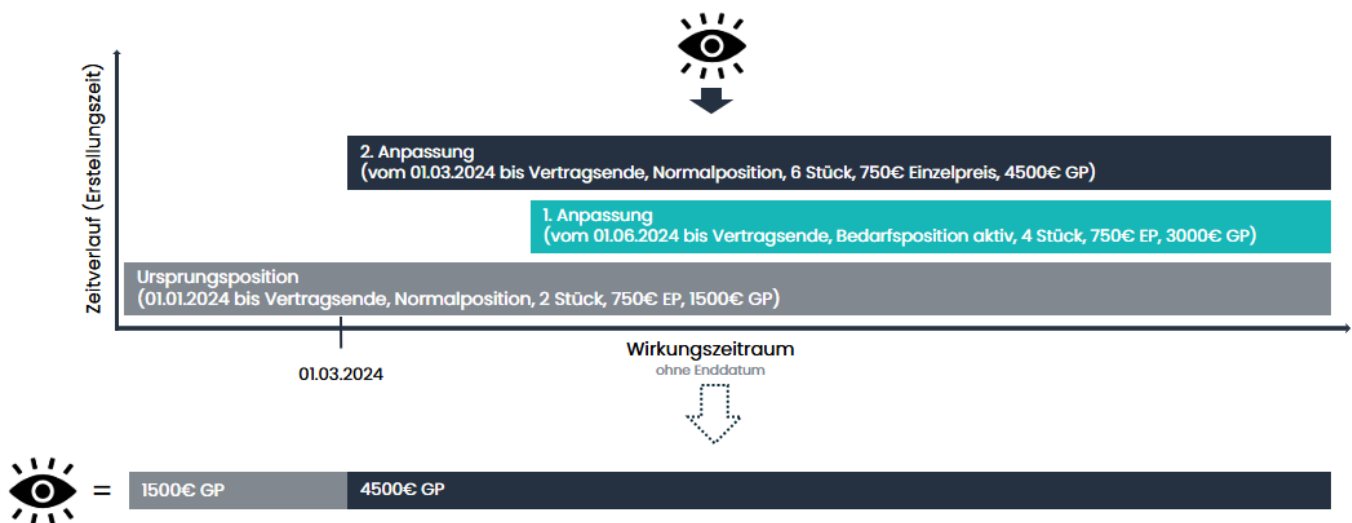 Zeitverlauf (Erstellungszeit)
2. Anpassung
(vom 01.03.2024 bis Vertragsende, Normalposition, 6 Stück, 750€ Einzelpreis, 4500€ GP)
1. Anpassung
(vom 01.06.2024 bis Vertragsende, Bedarfsposition aktiv, 4 Stück, 750€ EP, 3000€ GP)
Ursprungsposition
(01.01.2024 bis Vertragsende, Normalposition, 2 Stück, 750€ EP, 1500€ GP)
01.03.2024
Wirkungszeitraum
ohne Enddatum
=
1500€ GP
4500€ GP